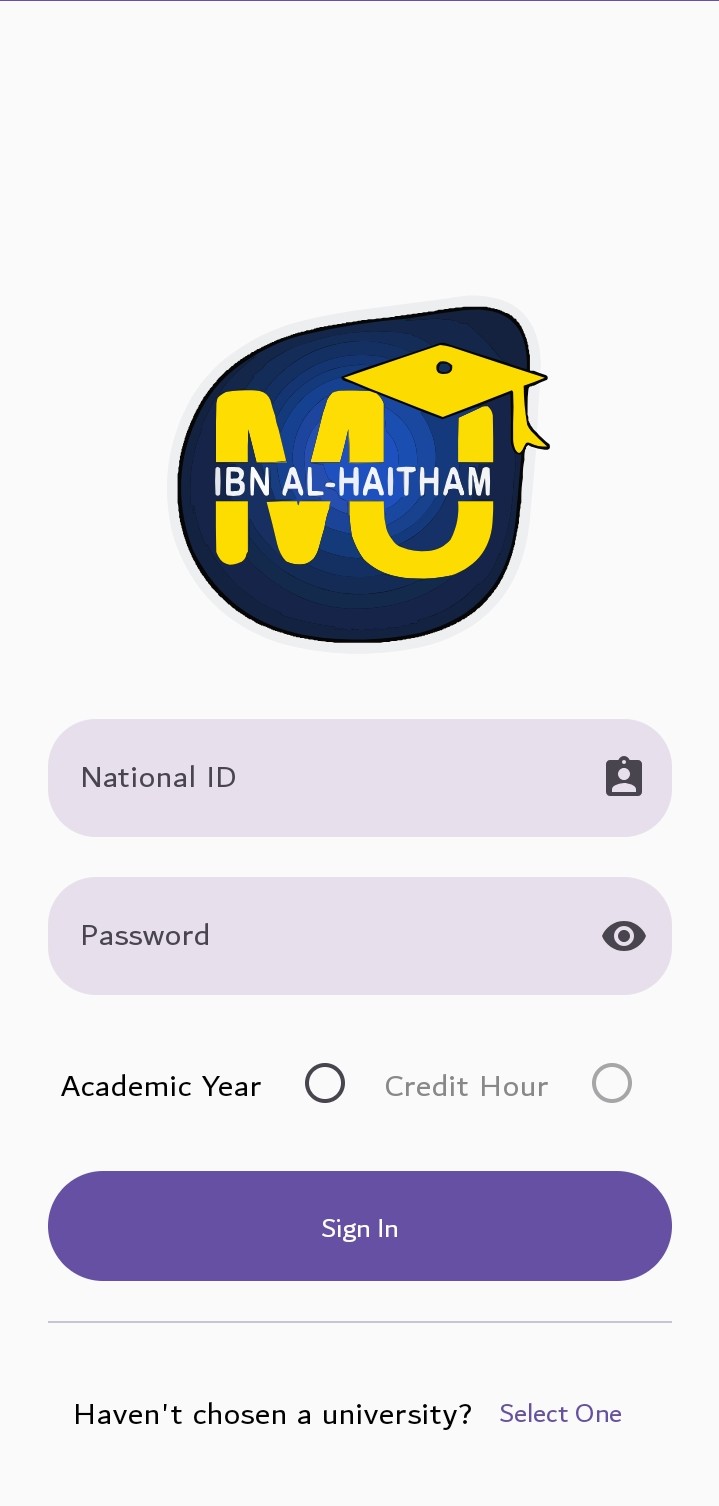 MU
IBN AL-HAITHAM
National ID
Password
Academic Year Credit Hour
Sign In
Haven't chosen a university? Select One